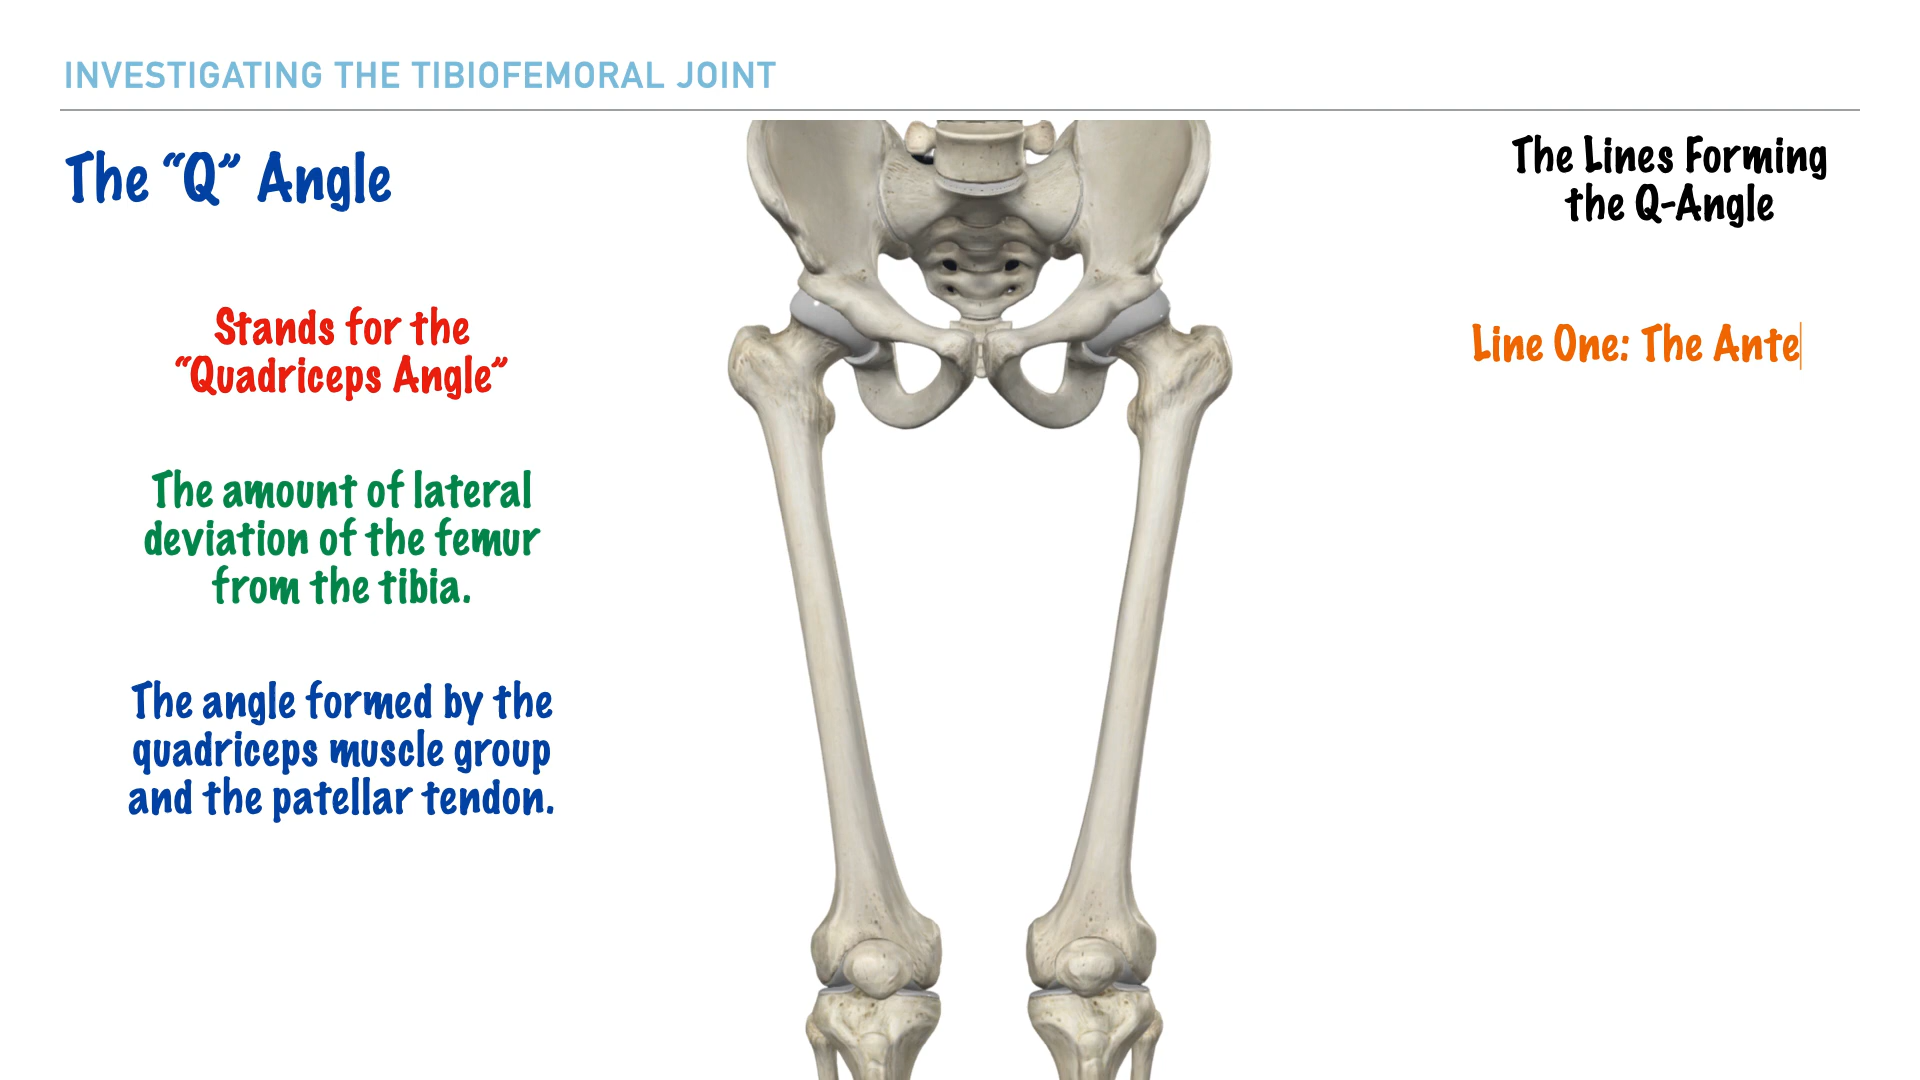 INVESTIGATING THE TIBIOFEMORAL JOINT
The “Q” Angle
Stands for the
“Quadriceps Angle”
The amount of lateral
deviation of the femur
from the tibia.
The angle formed by the
quadriceps muscle group
and the patellar tendon.
The Lines Forming
the Q-Angle
Line One: The Ante